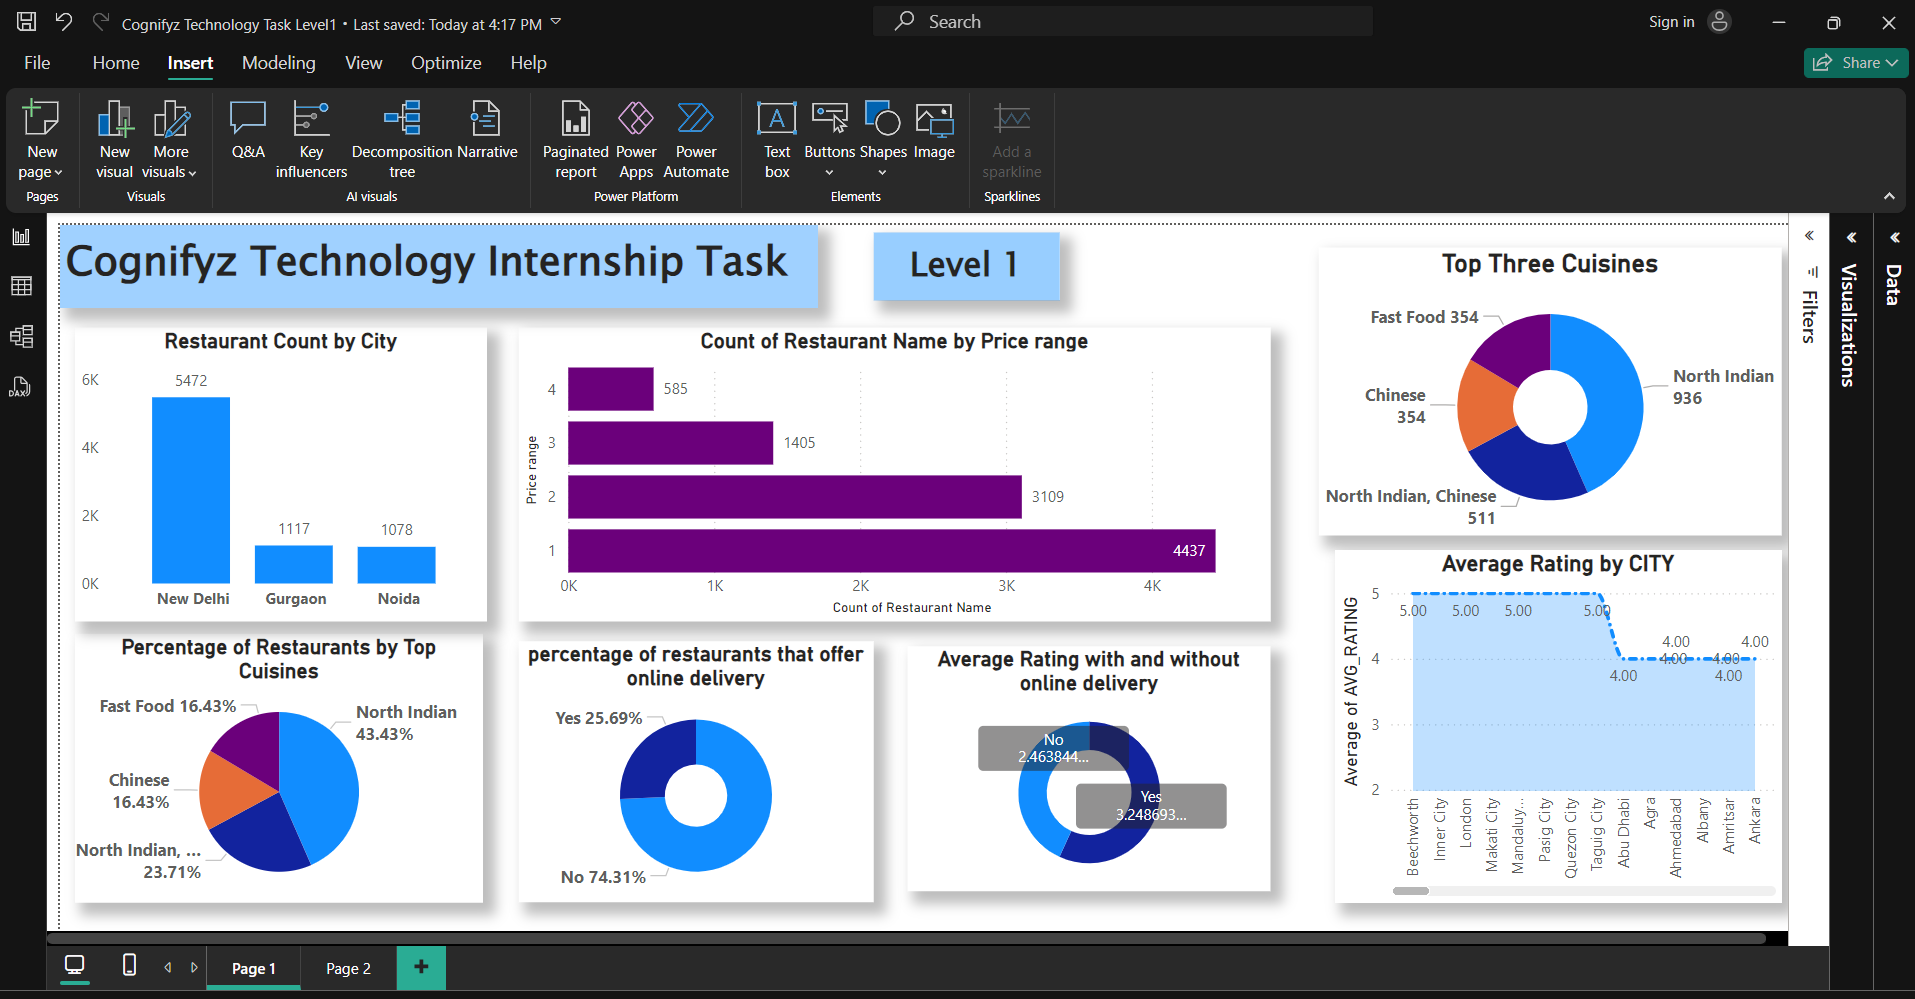 Cognifyz Technology Task Level1 • Last saved: Today at 4:17 PM
Search
Sign in
File Home Insert Modeling View Optimize Help
Share
New page
New visual
More visuals
Q&A
Key influencers
Decomposition tree
Narrative
Paginated report
Power Apps
Power Automate
Text box
Buttons
Shapes
Image
Add a sparkline
Pages
Visuals
AI visuals
Power Platform
Elements
Sparklines
DAX
Cognifyz Technology Internship Task
Level 1
Restaurant Count by City
6K
4K
2K
0K
5472
1117
1078
New Delhi Gurgaon Noida
Count of Restaurant Name by Price range
Price range
4 585
3 1405
2 3109
1 4437
0K 1K 2K 3K 4K
Count of Restaurant Name
Top Three Cuisines
Fast Food 354
North Indian
936
Chinese
354
North Indian, Chinese
511
Percentage of Restaurants by Top
Cuisines
Fast Food 16.43%
North Indian
43.43%
Chinese
16.43%
North Indian, ...
23.71%
percentage of restaurants that offer
online delivery
Yes 25.69%
No 74.31%
Average Rating with and without
online delivery
No
2.463844...
Yes
3.248693...
Average Rating by CITY
Average of AVG_RATING
5
4
3
2
5.00 5.00 5.00 5.00
4.00 4.00
4.00 4.00
4.00 4.00
Beechworth
Inner City
London
Makati City
Mandaluy...
Pasig City
Quezon City
Taguig City
Abu Dhabi
Agra
Ahmedabad
Albany
Amritsar
Ankara
Filters
Visualizations
Data
Page 1
Page 2